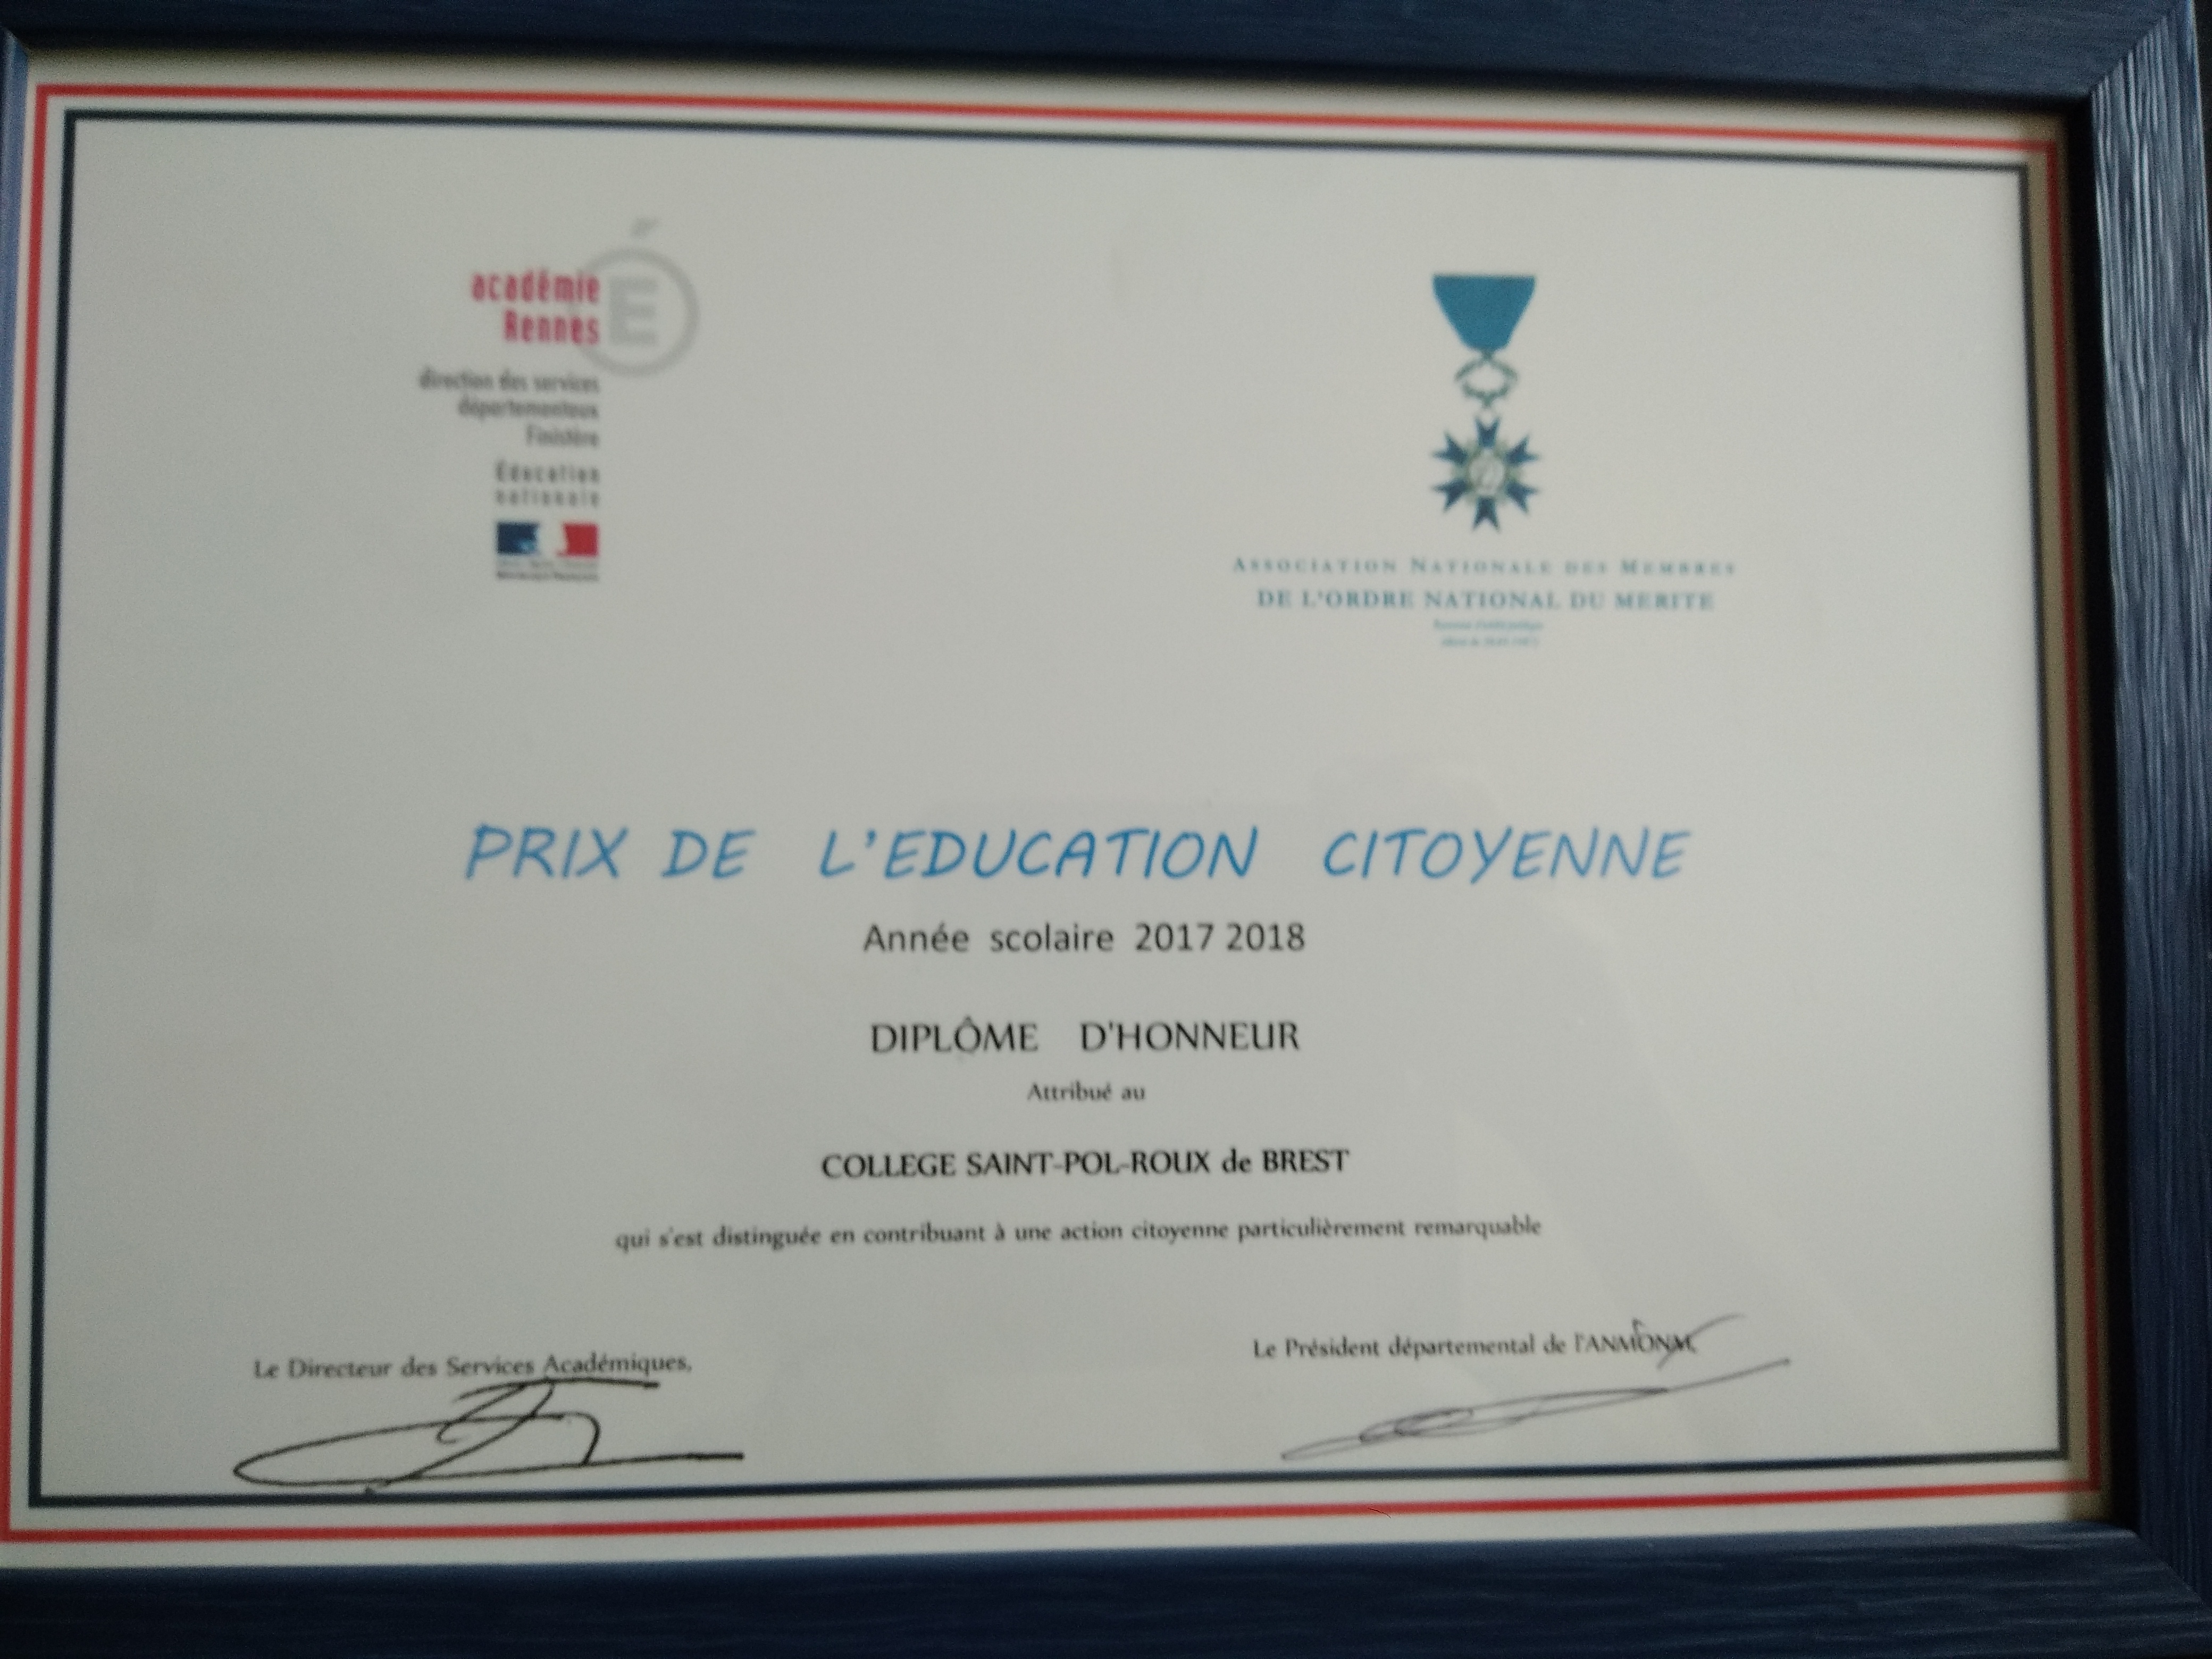 académie
Rennes
direction des services
départementaux
Finistère
Éducation
nationale
ASSOCIATION NATIONALE DES MEMBRES
DE L'ORDRE NATIONAL DU MERITE
PRIX DE L'EDUCATION CITOYENNE
Année scolaire 2017 2018
DIPLÔME D'HONNEUR
Attribué au
COLLEGE SAINT-POL-ROUX de BREST
qui s'est distinguée en contribuant à une action citoyenne particulièrement remarquable
Le Directeur des Services Académiques,
Le Président départemental de l'ANMONM,